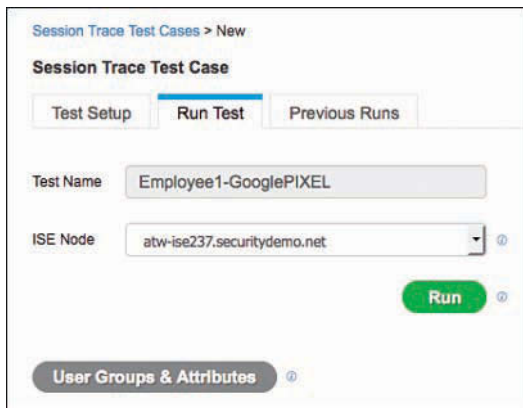 Session Trace Test Cases > New
Session Trace Test Case
Test Setup Run Test Previous Runs
Test Name Employee1-GooglePIXEL
ISE Node atw-ise237.securitydemo.net
Run
User Groups & Attributes